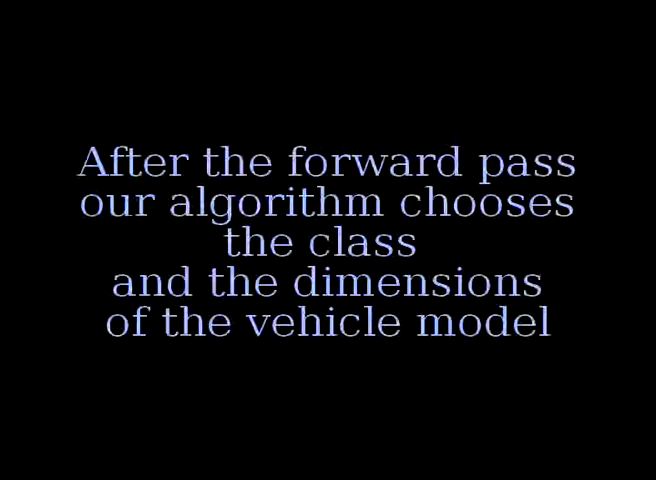 After the forward pass
our algorithm chooses
the class
and the dimensions
of the vehicle model